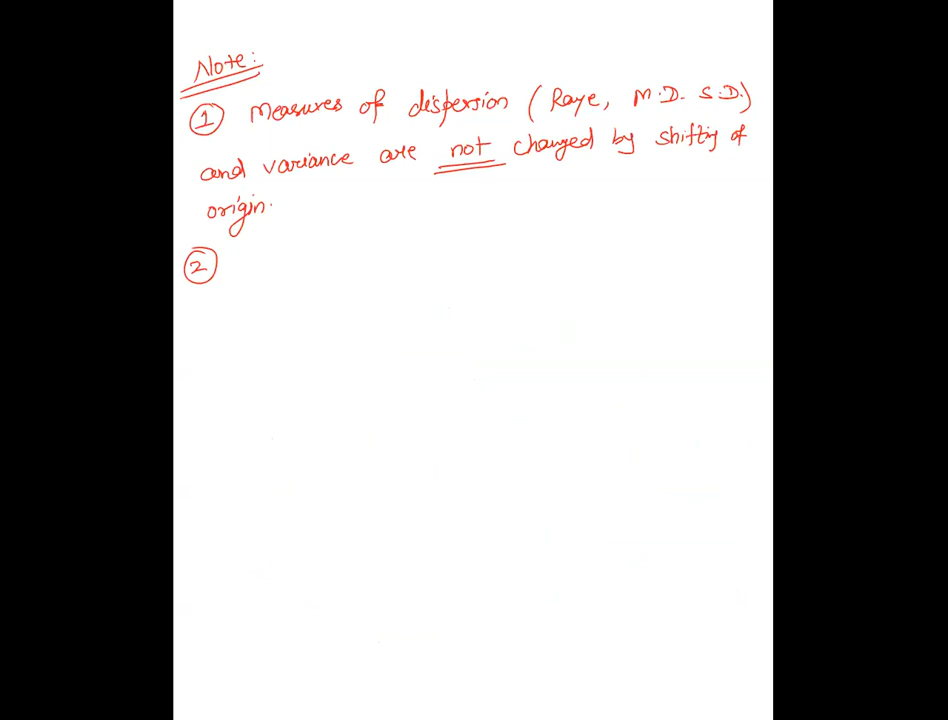 Note:
① Measures of dispersion (Range, M.D. S.D.)
and variance are not changed by shifting of
origin.
②